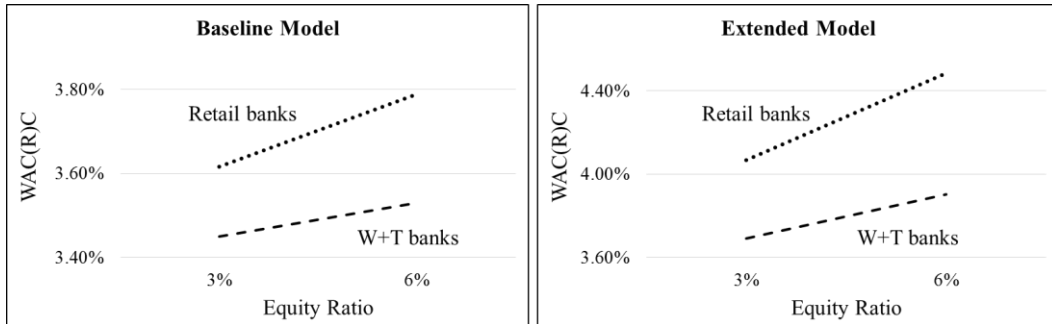 Baseline Model
3.80%
Retail banks
3.60%
WAC(R)C
W+T banks
3.40%
3%
6%
Equity Ratio
Extended Model
4.40%
Retail banks
4.00%
WAC(R)C
W+T banks
3.60%
3%
6%
Equity Ratio